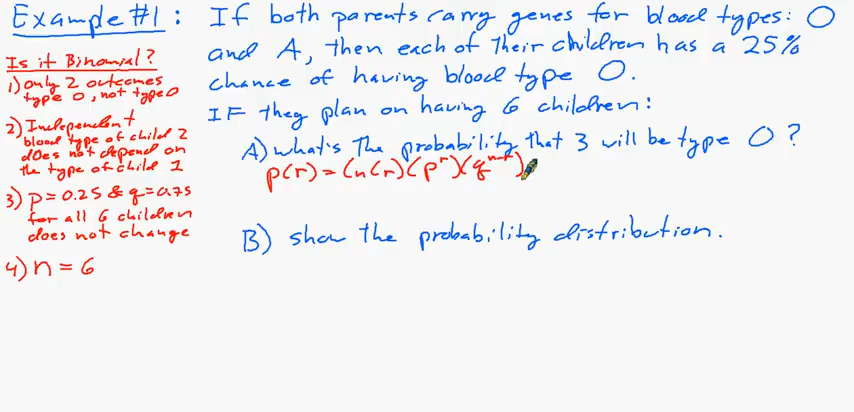 Example #1: If both parents carry genes for blood types: O
and A, then each of their children has a 25%
chance of having blood type O.
IF they plan on having 6 children:
A) what's the probability that 3 will be type O?
p(r) = (nCr)(p^r)(q^n-r)
B) show the probability distribution.
Is it Binomial?
1) only 2 outcomes
type O, not type O
2) Independent
blood type of child 2
does not depend on
the type of child 1
3) p = 0.25 & q = 0.75
for all 6 children
does not change
4) n = 6